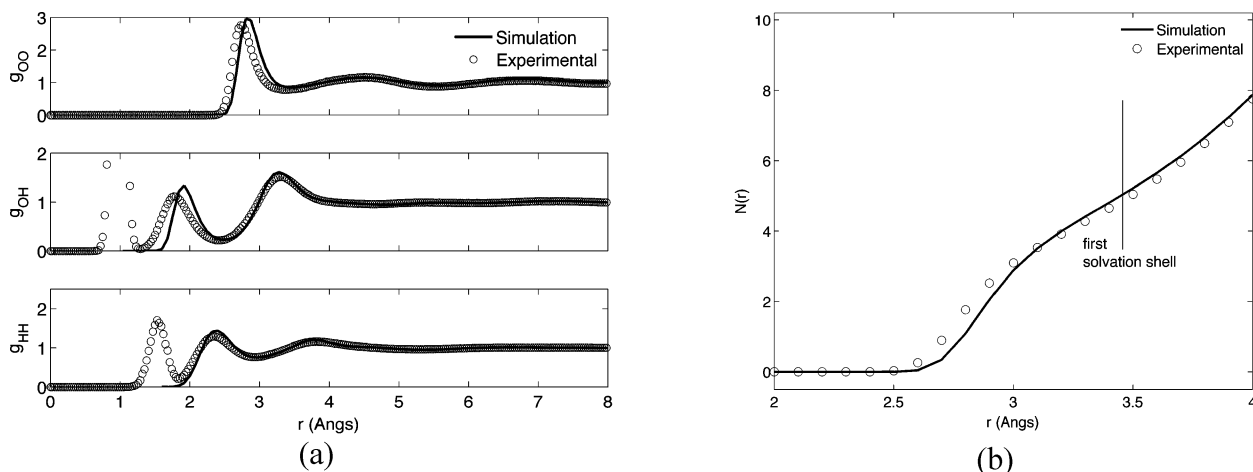 3
2
1
0
g_OO
Simulation
Experimental
2
1
0
g_OH
2
1
0
g_HH
0 1 2 3 4 5 6 7 8
r (Angs)
(a)
10
8
6
4
2
0
N(r)
Simulation
Experimental
first
solvation shell
2 2.5 3 3.5 4
r (Angs)
(b)